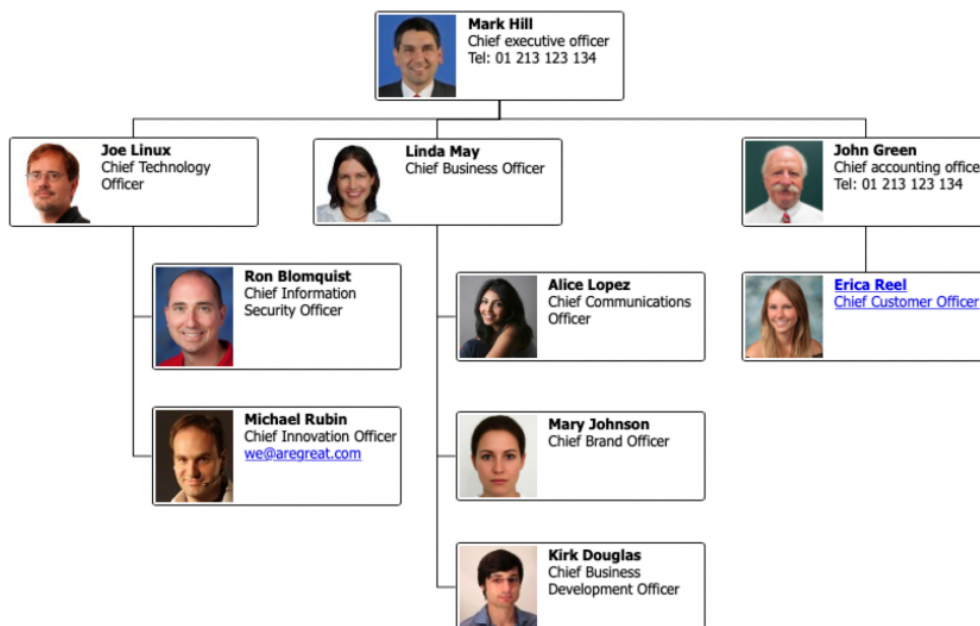 Mark Hill
Chief executive officer
Tel: 01 213 123 134
Joe Linux
Chief Technology
Officer
Linda May
Chief Business Officer
John Green
Chief accounting office
Tel: 01 213 123 134
Ron Blomquist
Chief Information
Security Officer
Alice Lopez
Chief Communications
Officer
Erica Reel
Chief Customer Officer
Michael Rubin
Chief Innovation Officer
we@aregreat.com
Mary Johnson
Chief Brand Officer
Kirk Douglas
Chief Business
Development Officer